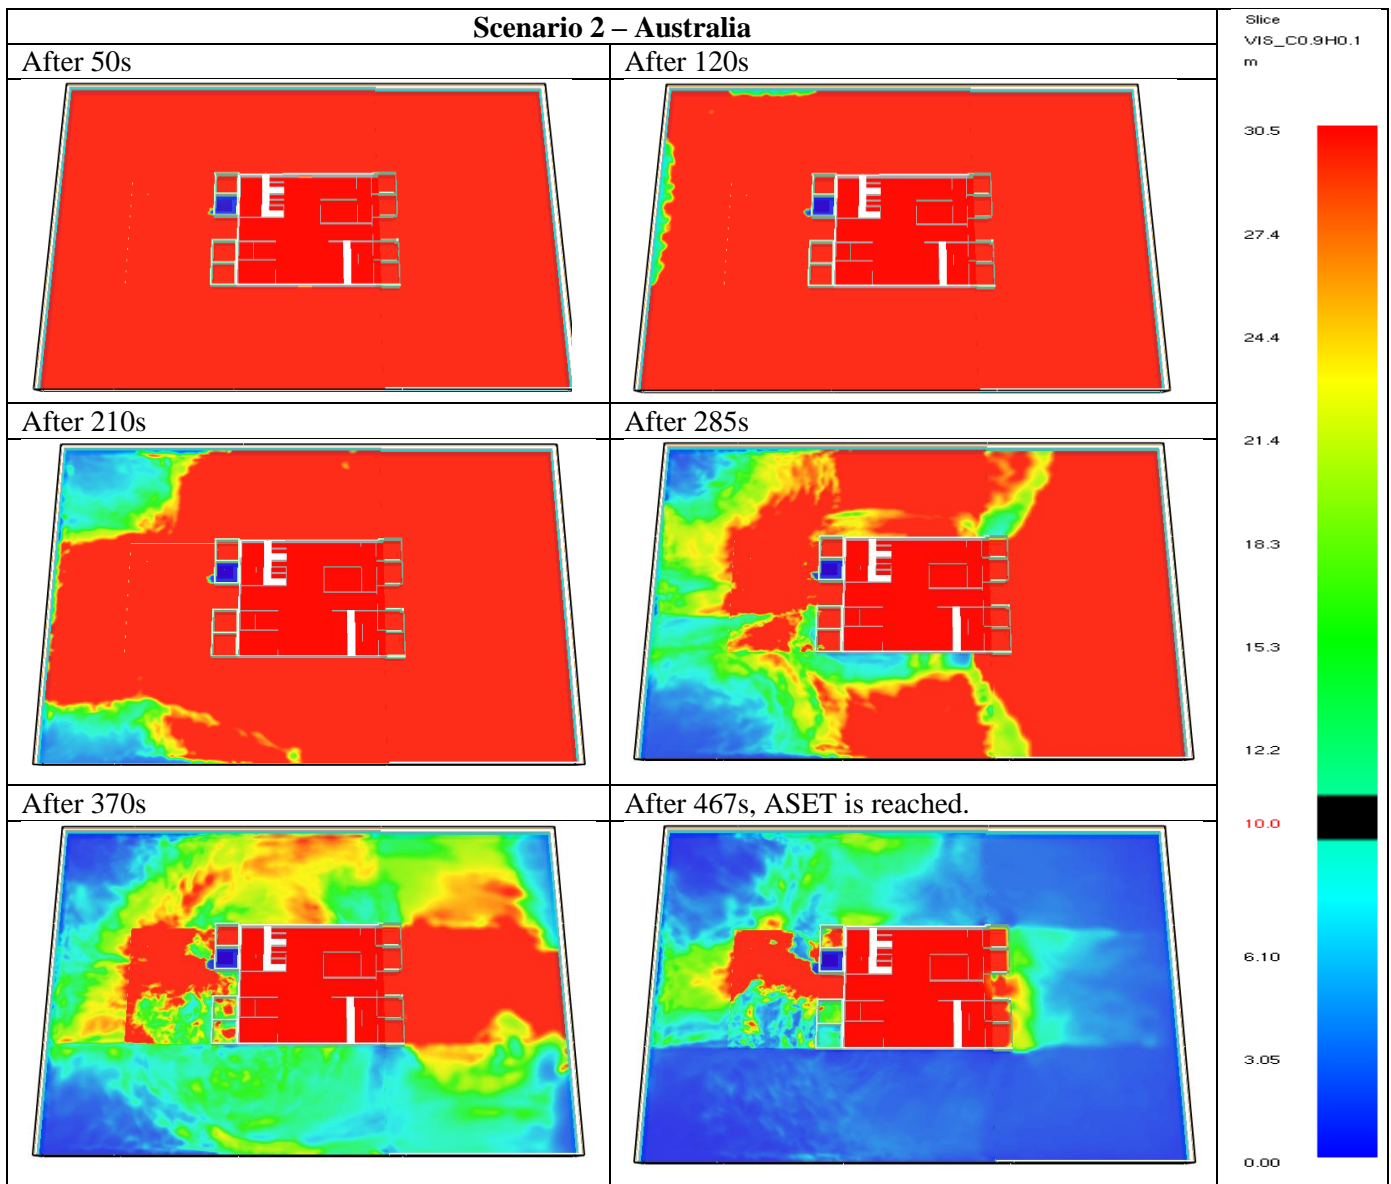 Scenario 2 – Australia
After 50s
After 120s
After 210s
After 285s
After 370s
After 467s, ASET is reached.
Slice
VIS_C0.9H0.1
m
30.5
27.4
24.4
21.4
18.3
15.3
12.2
10.0
6.10
3.05
0.00